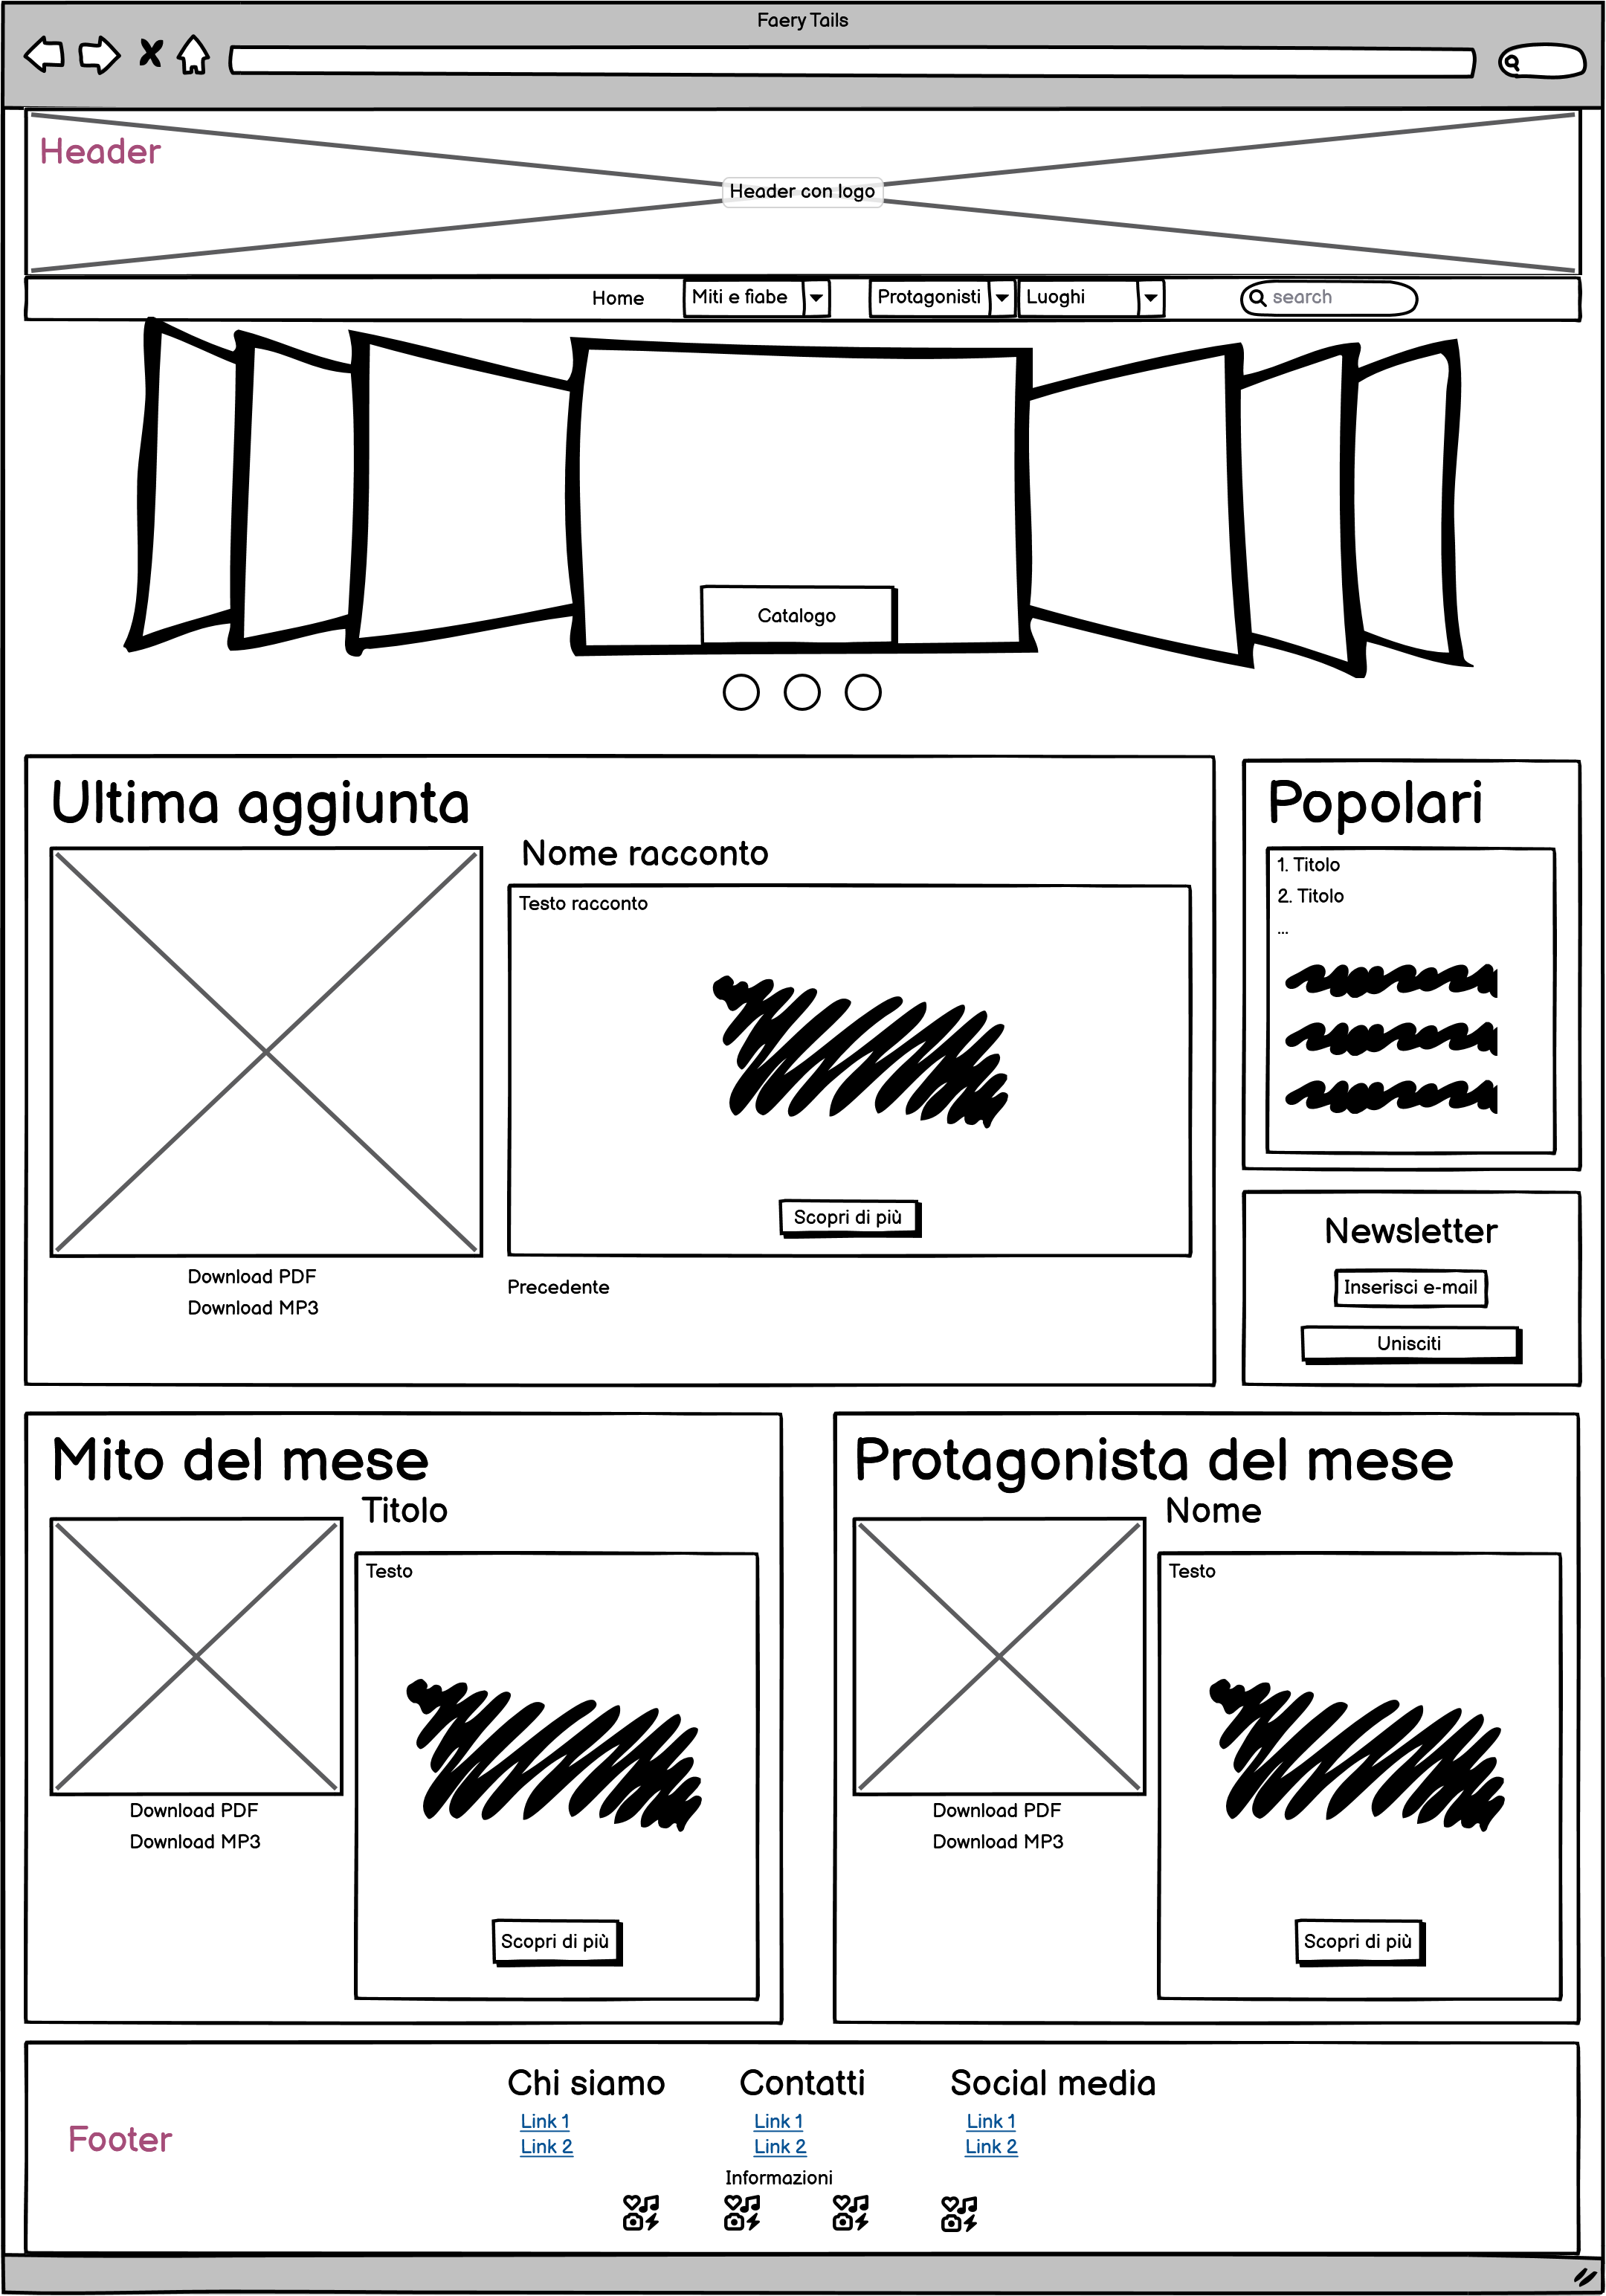 Faery Tails
Header
Header con logo
Home
Miti e fiabe
Protagonisti
Luoghi
search
Catalogo
Ultima aggiunta
Nome racconto
Testo racconto
Scopri di più
Download PDF
Download MP3
Precedente
Popolari
1. Titolo
2. Titolo
...
Newsletter
Inserisci e-mail
Unisciti
Mito del mese
Titolo
Testo
Download PDF
Download MP3
Scopri di più
Protagonista del mese
Nome
Testo
Download PDF
Download MP3
Scopri di più
Footer
Chi siamo
Link 1
Link 2
Contatti
Link 1
Link 2
Social media
Link 1
Link 2
Informazioni